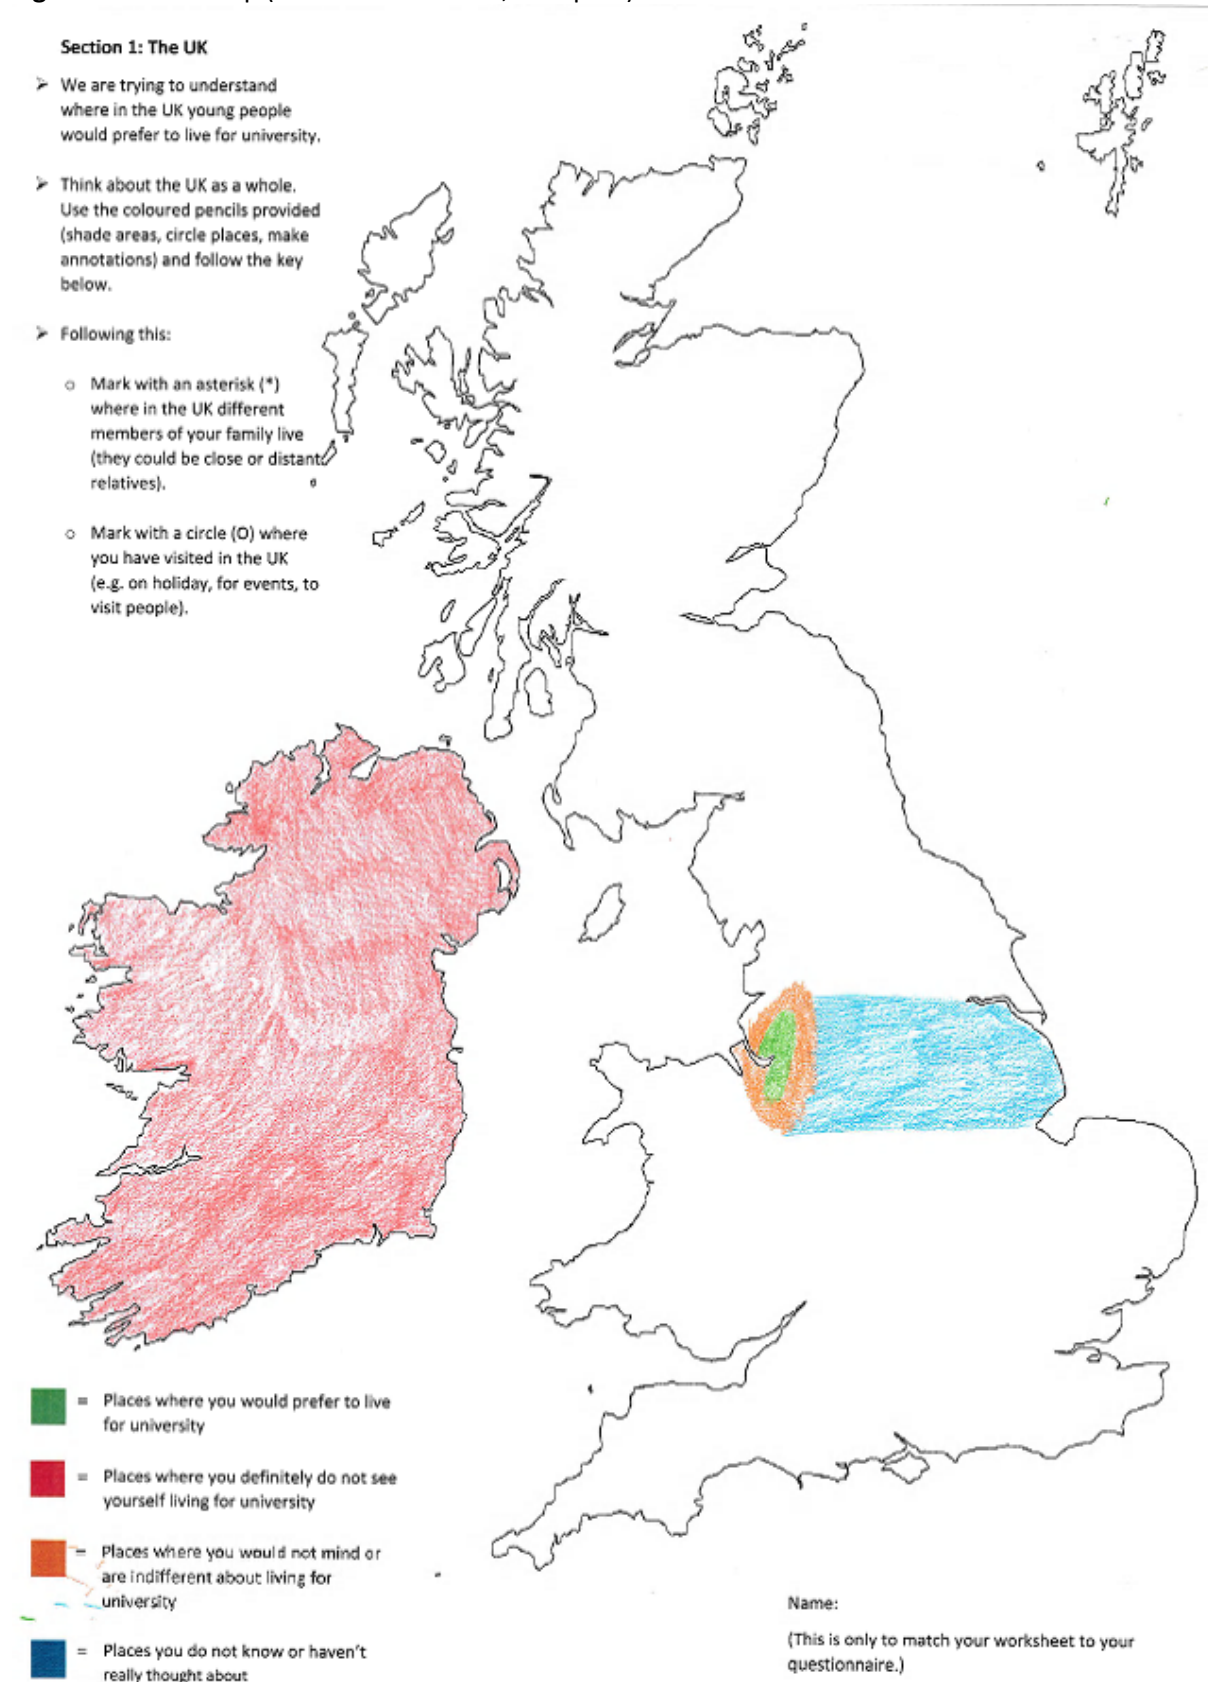 Section 1: The UK
➢ We are trying to understand
where in the UK young people
would prefer to live for university.
➢ Think about the UK as a whole.
Use the coloured pencils provided
(shade areas, circle places, make
annotations) and follow the key
below.
➢ Following this:
o Mark with an asterisk (*)
where in the UK different
members of your family live
(they could be close or distant
relatives).
o Mark with a circle (O) where
you have visited in the UK
(e.g. on holiday, for events, to
visit people).
= Places where you would prefer to live
for university
= Places where you definitely do not see
yourself living for university
= Places where you would not mind or
are indifferent about living for
university
= Places you do not know or haven't
really thought about
Name:
(This is only to match your worksheet to your
questionnaire.)